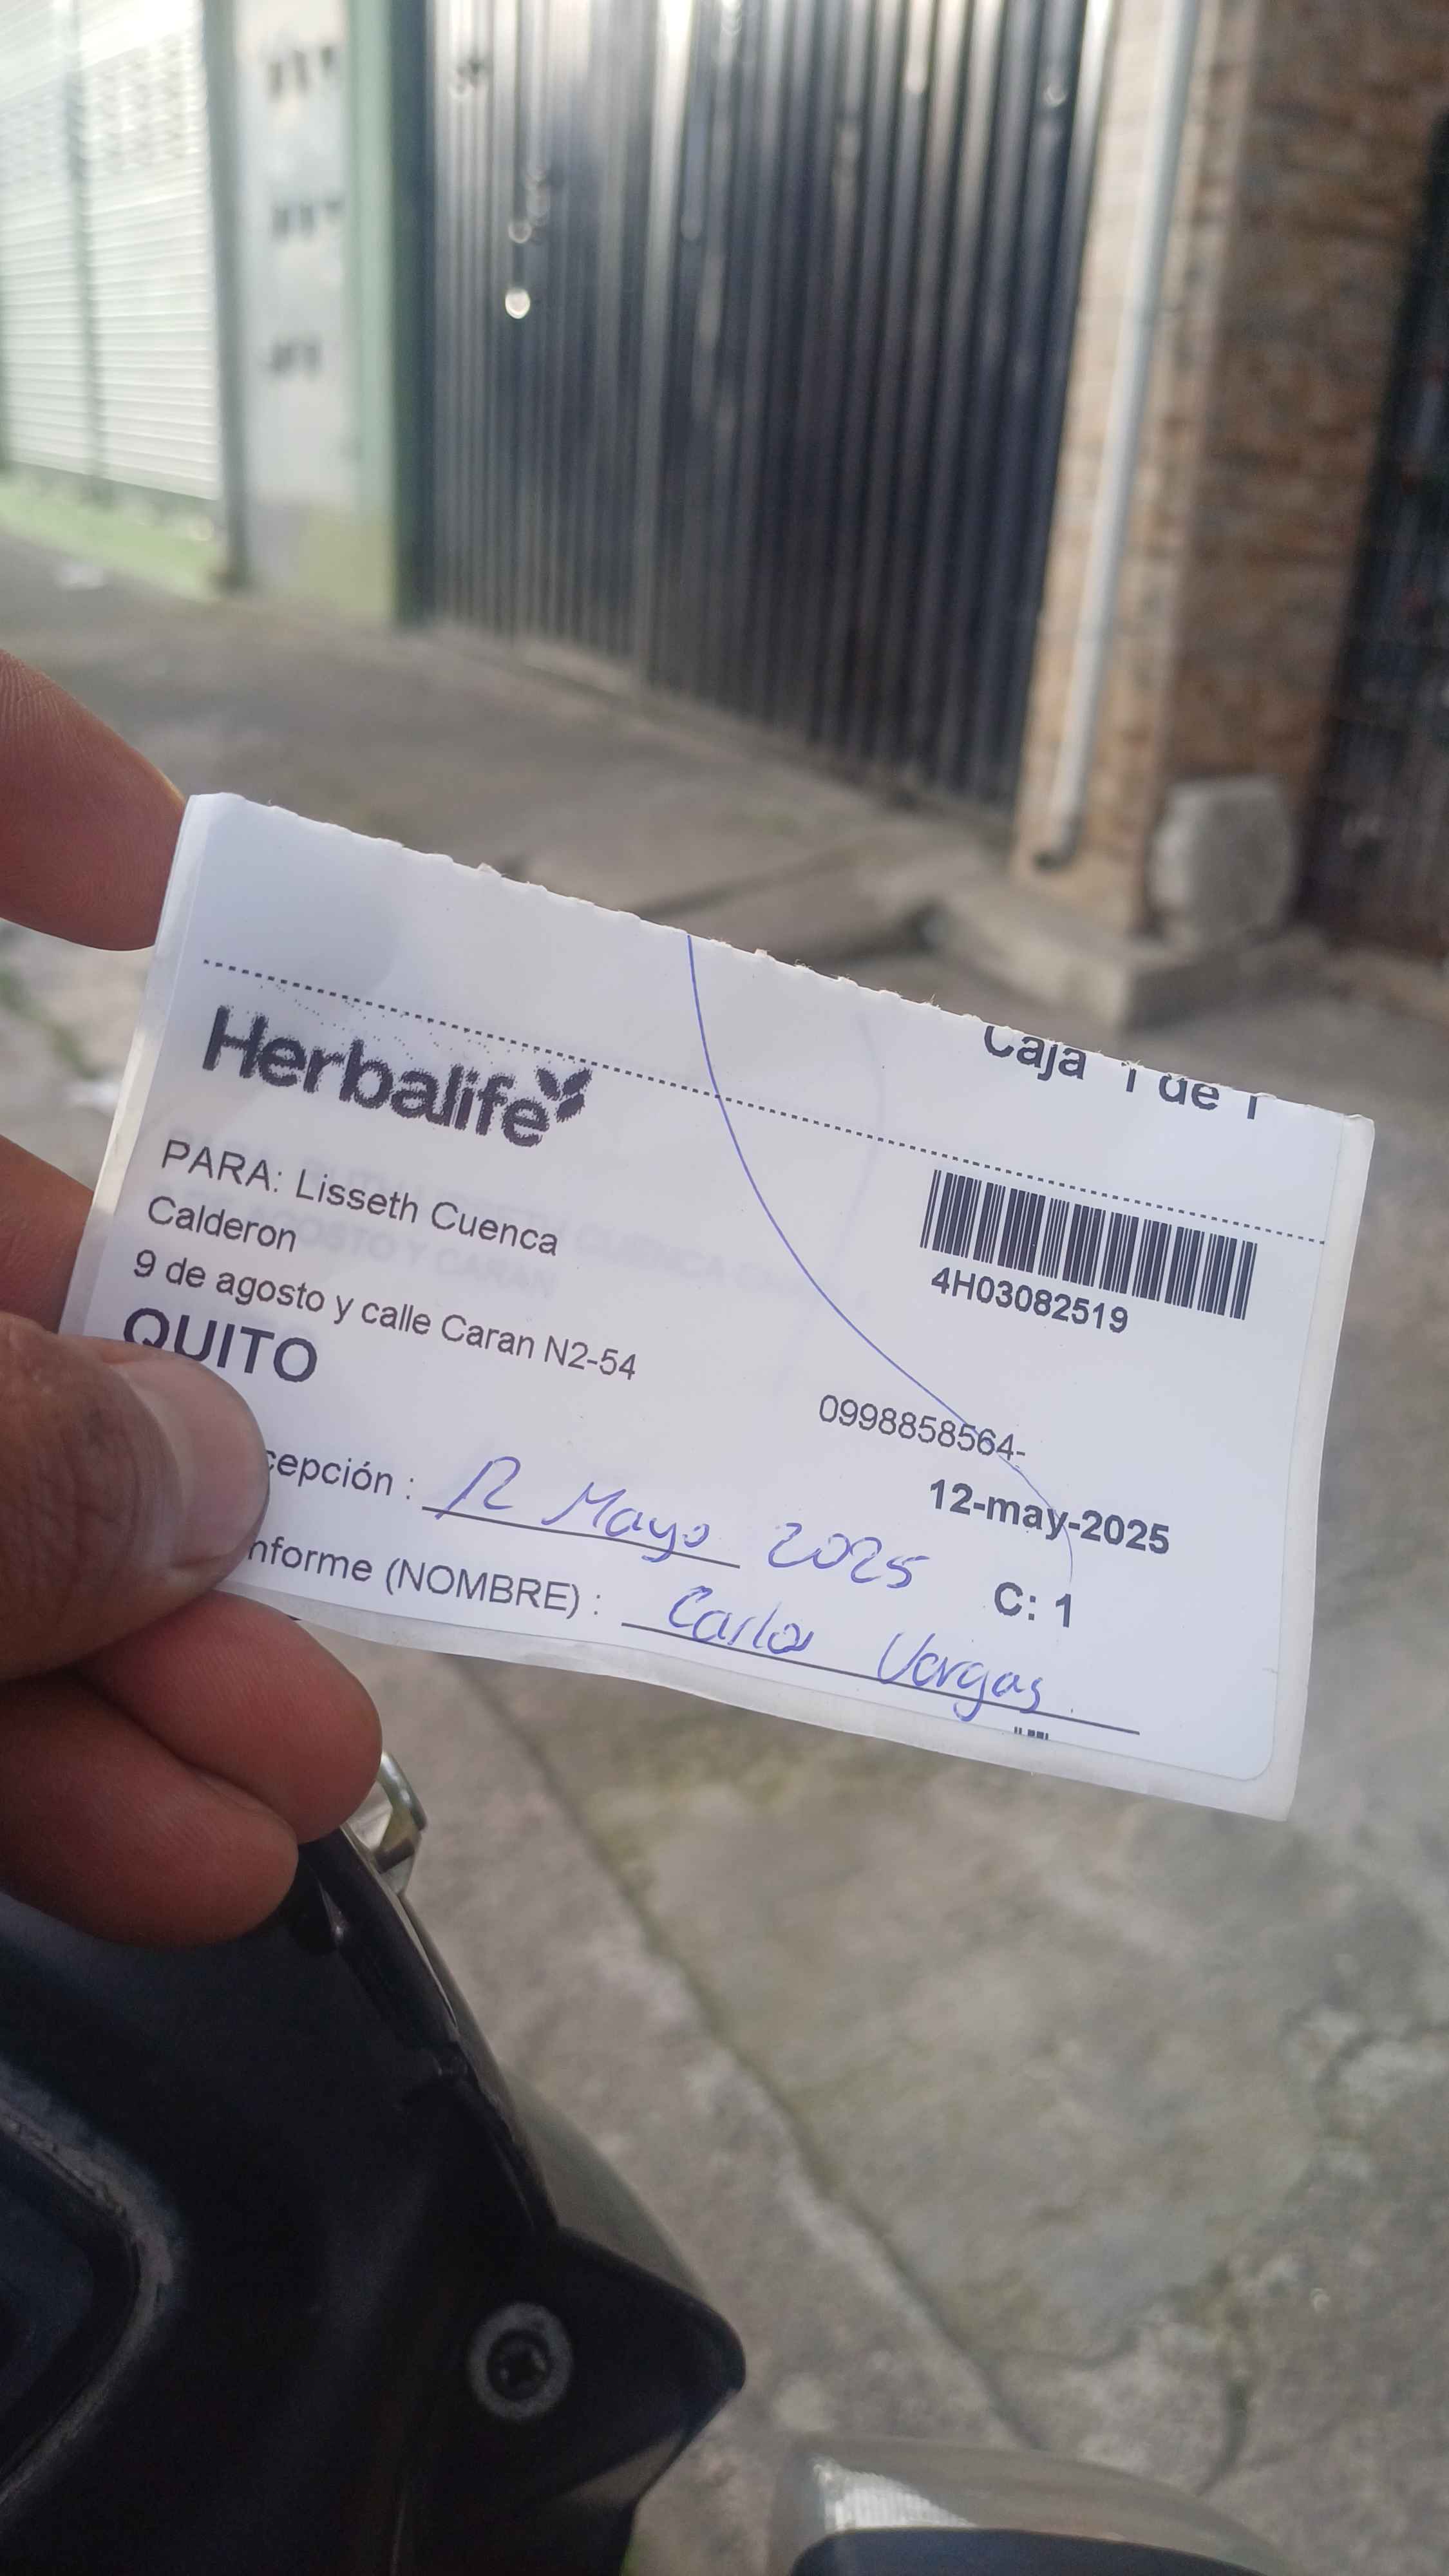 Caja 1 de 1
Herbalife
PARA: Lisseth Cuenca
Calderon
9 de agosto y calle Caran N2-54
QUITO
4H03082519
0998858564-
12-may-2025
cepción : 12 Mayo 2025
C: 1
nforme (NOMBRE) : Carlos Vargas